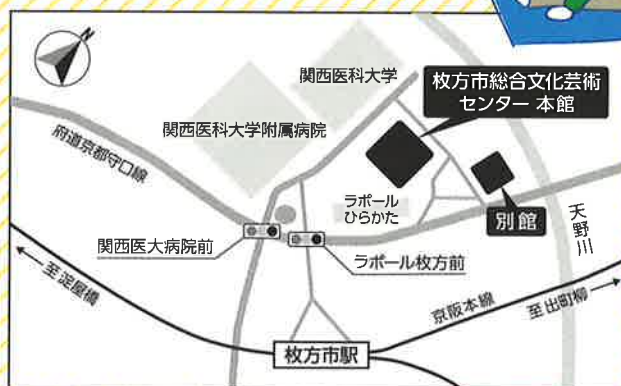 N
関西医科大学
枚方市総合文化芸術
センター 本館
関西医科大学附属病院
府道京都守口線
ラポール
ひらかた
別館
天野川
関西医大病院前
ラポール枚方前
至淀屋橋
京阪本線
至出町柳
枚方市駅